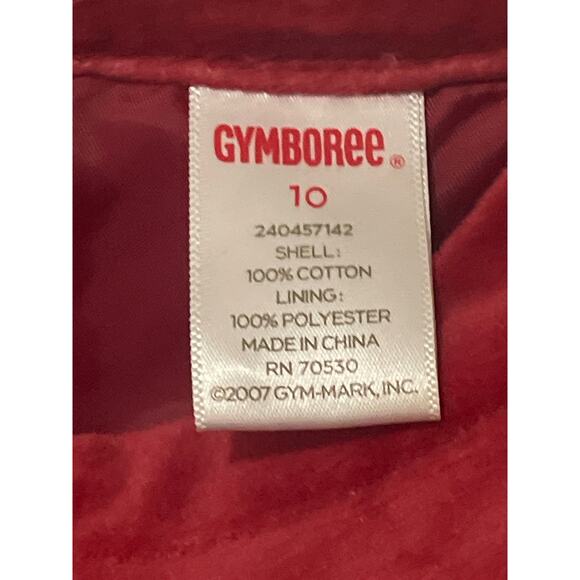 GYMBOREE®
10
240457142
SHELL:
100% COTTON
LINING:
100% POLYESTER
MADE IN CHINA
RN 70530
©2007 GYM-MARK, INC.